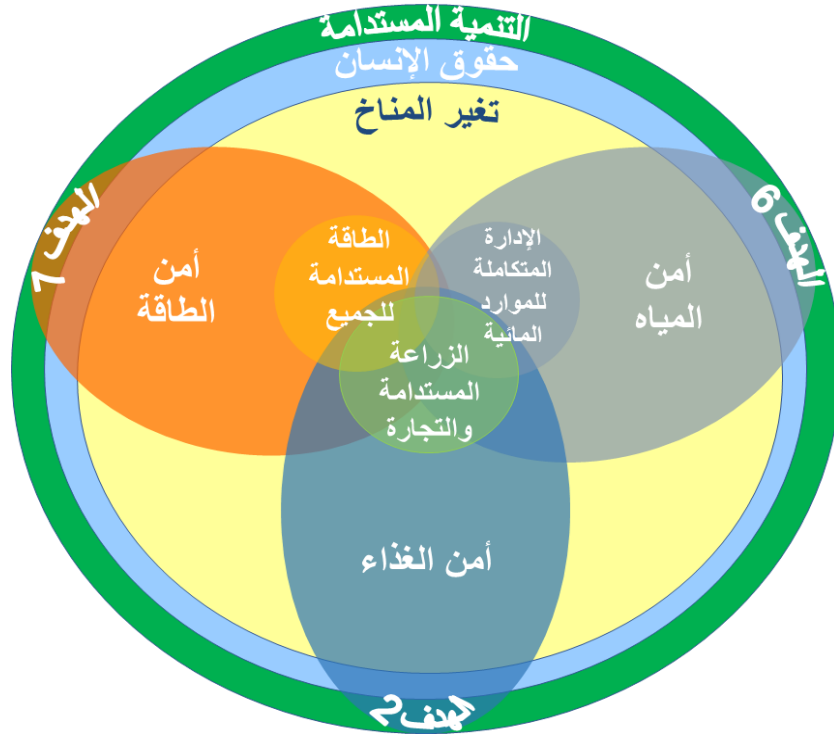 التنمية المستدامة
حقوق الإنسان
تغير المناخ
الهدف 6
الهدف 7
الإدارة
المتكاملة
للموارد
المائية
الطاقة
المستدامة
للجميع
أمن
المياه
أمن
الطاقة
الزراعة
المستدامة
والتجارة
أمن الغذاء
الهدف2